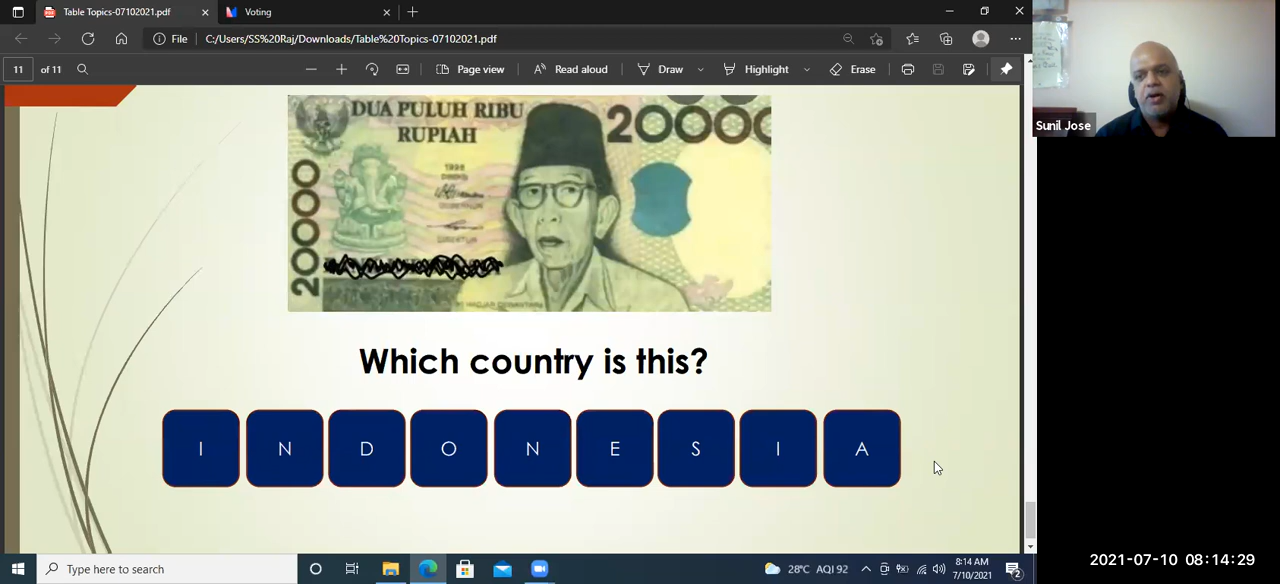 Table Topics-07102021.pdf
Voting
File
C:/Users/SS%20Raj/Downloads/Table%20Topics-07102021.pdf
11 of 11
Page view
Read aloud
Draw
Highlight
Erase
Sunil Jose
DUA PULUH RIBU
RUPIAH
20000
1998
20000
Which country is this?
I N D O N E S I A
Type here to search
28°C AQI 92
8:14 AM
7/10/2021
2
2021-07-10 08:14:29